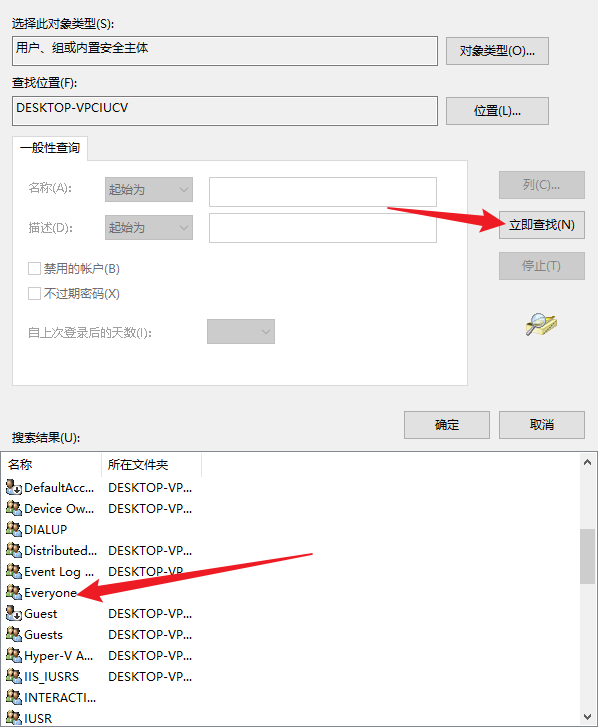 选择此对象类型(S):
用户、组或内置安全主体
对象类型(O)...
查找位置(F):
DESKTOP-VPCIUCV
位置(L)...
一般性查询
名称(A):
起始为
列(C)...
描述(D):
起始为
立即查找(N)
禁用的帐户(B)
停止(T)
不过期密码(X)
自上次登录后的天数(I):
确定
取消
搜索结果(U):
名称 所在文件夹
DefaultAcc... DESKTOP-VP...
Device Ow... DESKTOP-VP...
DIALUP
Distributed... DESKTOP-VP...
Event Log ... DESKTOP-VP...
Everyone
Guest DESKTOP-VP...
Guests DESKTOP-VP...
Hyper-V A... DESKTOP-VP...
IIS_IUSRS DESKTOP-VP...
INTERACTI...
IUSR